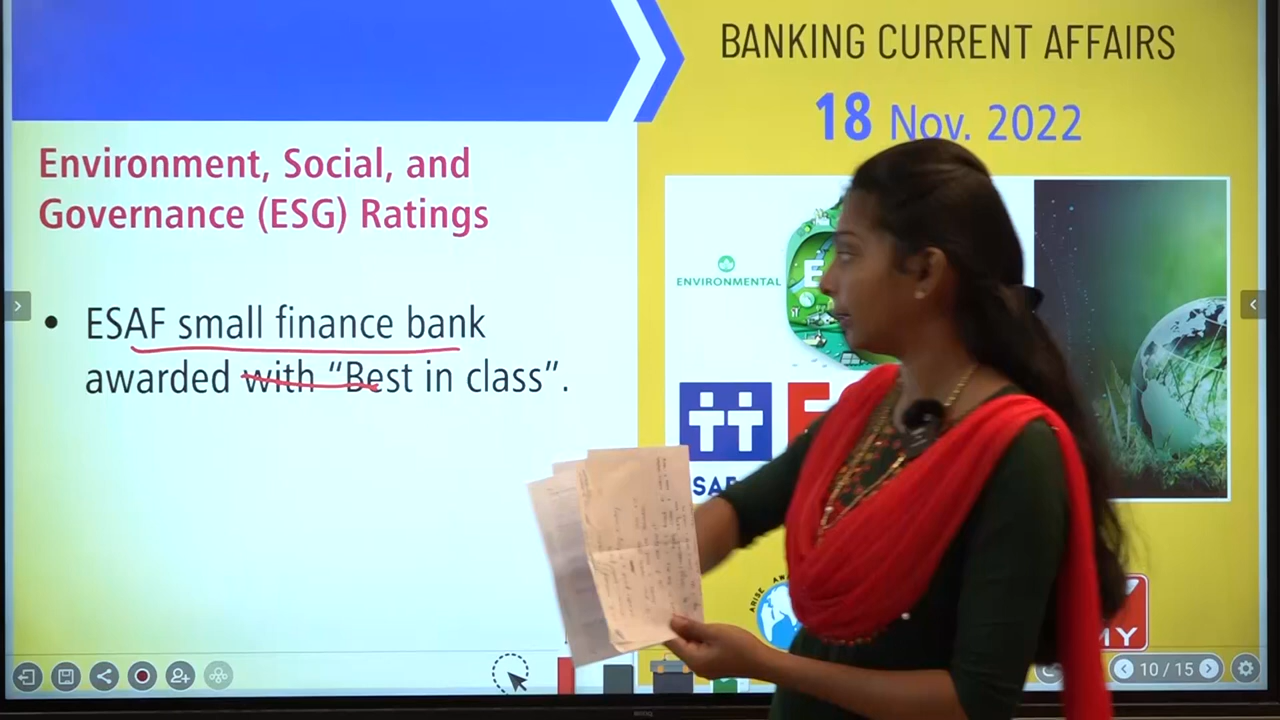 BANKING CURRENT AFFAIRS
18 Nov. 2022
Environment, Social, and
Governance (ESG) Ratings
• ESAF small finance bank
awarded with “Best in class”.
ENVIRONMENTAL
10 / 15